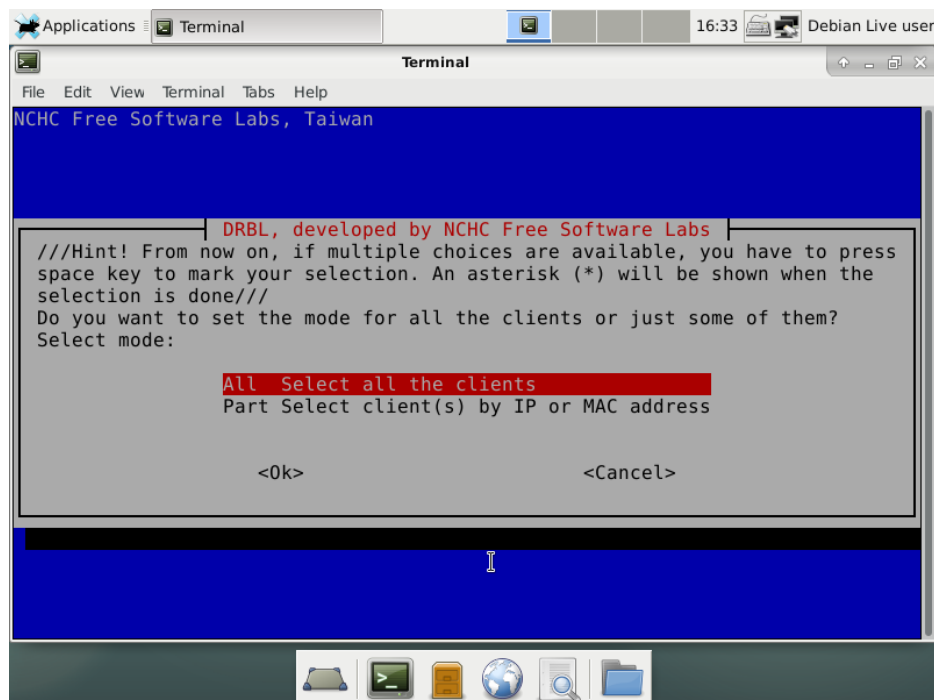 Applications
Terminal
16:33
Debian Live user
Terminal
File Edit View Terminal Tabs Help
NCHC Free Software Labs, Taiwan
DRBL, developed by NCHC Free Software Labs
///Hint! From now on, if multiple choices are available, you have to press
space key to mark your selection. An asterisk (*) will be shown when the
selection is done///
Do you want to set the mode for all the clients or just some of them?
Select mode:
All Select all the clients
Part Select client(s) by IP or MAC address
<Ok> <Cancel>